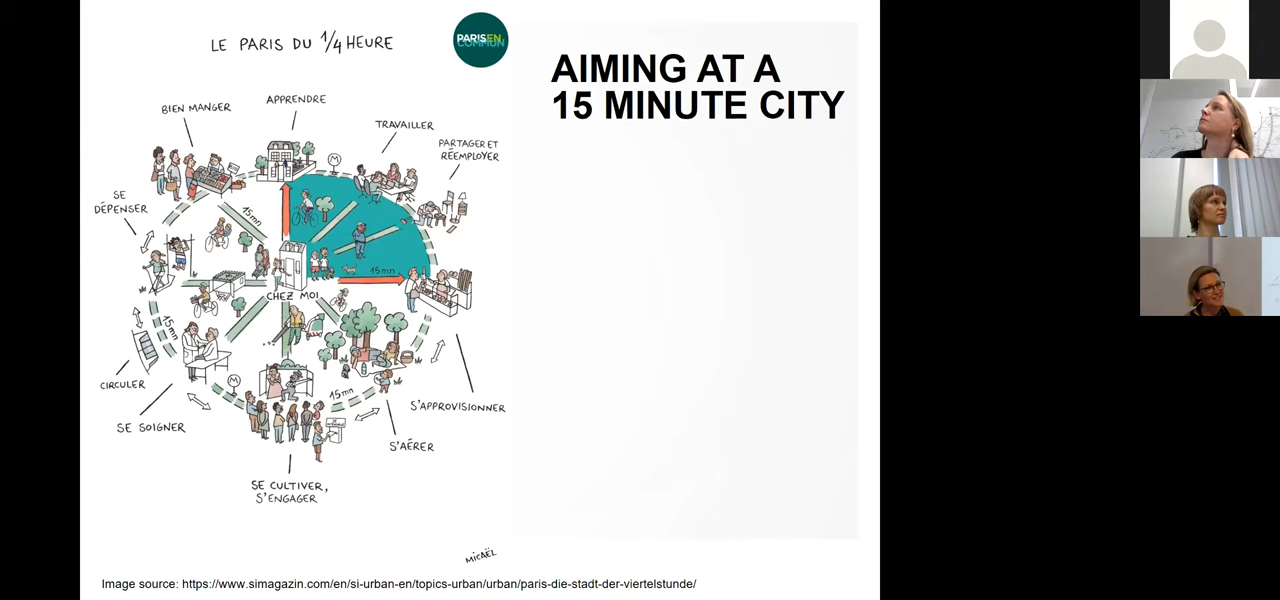 LE PARIS DU 1/4 HEURE
PARIS EN
COMMUN
AIMING AT A
15 MINUTE CITY
BIEN MANGER
APPRENDRE
TRAVAILLER
PARTAGER ET
RÉEMPLOYER
SE
DÉPENSER
M
15mn
15mn
CHEZ MOI
15mn
CIRCULER
SE SOIGNER
M
15mn
S'APPROVISIONNER
S'AÉRER
SE CULTIVER,
S'ENGAGER
MICAËL
Image source: https://www.simagazin.com/en/si-urban-en/topics-urban/urban/paris-die-stadt-der-viertelstunde/